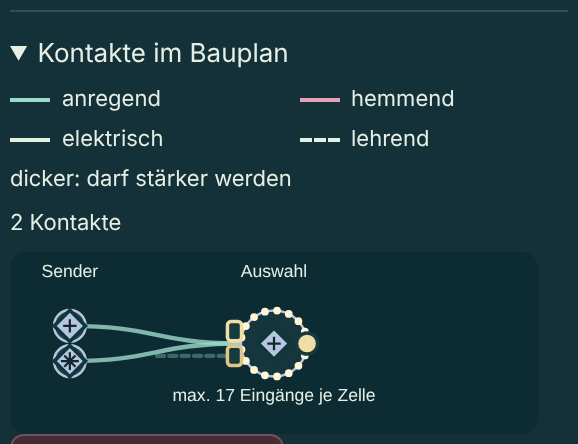 Kontakte im Bauplan
anregend
hemmend
elektrisch
lehrend
dicker: darf stärker werden
2 Kontakte
Sender
Auswahl
max. 17 Eingänge je Zelle